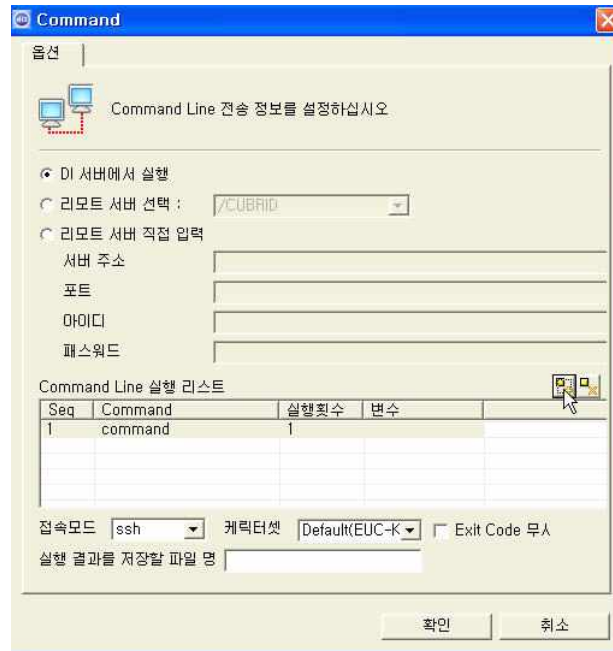 Command
옵션
Command Line 전송 정보를 설정하십시오
DI 서버에서 실행
리모트 서버 선택 : /CUBRID
리모트 서버 직접 입력
서버 주소
포트
아이디
패스워드
Command Line 실행 리스트
Seq Command 실행횟수 변수
1 command 1
접속모드 ssh 케릭터셋 Default(EUC-K Exit Code 무시
실행 결과를 저장할 파일 명
확인 취소